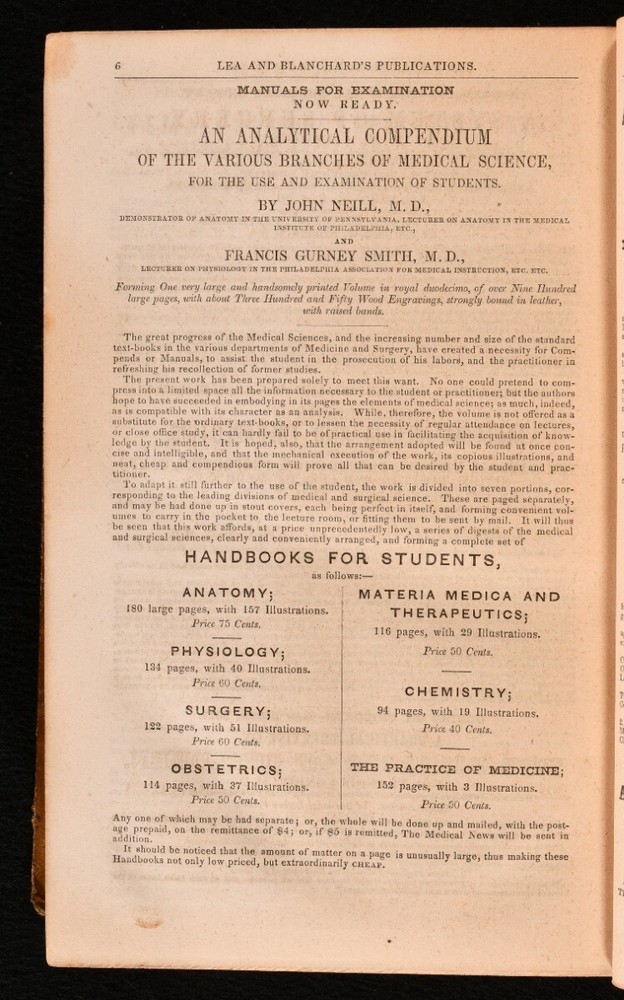 6
LEA AND BLANCHARD'S PUBLICATIONS.
MANUALS FOR EXAMINATION
NOW READY.
AN ANALYTICAL COMPENDIUM
OF THE VARIOUS BRANCHES OF MEDICAL SCIENCE,
FOR THE USE AND EXAMINATION OF STUDENTS.
BY JOHN NEILL, M. D.,
DEMONSTRATOR OF ANATOMY IN THE UNIVERSITY OF PENNSYLVANIA, LECTURER ON ANATOMY IN THE MEDICAL
INSTITUTE OF PHILADELPHIA, ETC.,
AND
FRANCIS GURNEY SMITH, M. D.,
LECTURER ON PHYSIOLOGY IN THE PHILADELPHIA ASSOCIATION FOR MEDICAL INSTRUCTION, ETC. ETC.
Forming One very large and handsomely printed Volume in royal duodecimo, of over Nine Hundred
large pages, with about Three Hundred and Fifty Wood Engravings, strongly bound in leather,
with raised bands.
The great progress of the Medical Sciences, and the increasing number and size of the standard
text-books in the various departments of Medicine and Surgery, have created a necessity for Com-
pends or Manuals, to assist the student in the prosecution of his labors, and the practitioner in
refreshing his recollection of former studies.
The present work has been prepared solely to meet this want. No one could pretend to com-
press into a limited space all the information necessary to the student or practitioner; but the authors
hope to have succeeded in embodying in its pages the elements of medical science; as much, indeed,
as is compatible with its character as an analysis. While, therefore, the volume is not offered as a
substitute for the ordinary text-books, or to lessen the necessity of regular attendance on lectures,
or close office study, it can hardly fail to be of practical use in facilitating the acquisition of know-
ledge by the student. It is hoped, also, that the arrangement adopted will be found at once con-
cise and intelligible, and that the mechanical execution of the work, its copious illustrations, and
neat, cheap and compendious form will prove all that can be desired by the student and prac-
titioner.
To adapt it still further to the use of the student, the work is divided into seven portions, cor-
responding to the leading divisions of medical and surgical science. These are paged separately,
and may be had done up in stout covers, each being perfect in itself, and forming convenient vol-
umes to carry in the pocket to the lecture room, or fitting them to be sent by mail. It will thus
be seen that this work affords, at a price unprecedentedly low, a series of digests of the medical
and surgical sciences, clearly and conveniently arranged, and forming a complete set of
HANDBOOKS FOR STUDENTS,
as follows:—
ANATOMY;
180 large pages, with 157 Illustrations.
Price 75 Cents.
PHYSIOLOGY;
134 pages, with 40 Illustrations.
Price 60 Cents.
SURGERY;
122 pages, with 51 Illustrations.
Price 60 Cents.
OBSTETRICS;
114 pages, with 37 Illustrations.
Price 50 Cents.
MATERIA MEDICA AND
THERAPEUTICS;
116 pages, with 29 Illustrations.
Price 50 Cents.
CHEMISTRY;
94 pages, with 19 Illustrations.
Price 40 Cents.
THE PRACTICE OF MEDICINE;
152 pages, with 3 Illustrations.
Price 50 Cents.
Any one of which may be had separate; or, the whole will be done up and mailed, with the post-
age prepaid, on the remittance of $4; or, if $5 is remitted, The Medical News will be sent in
addition.
It should be noticed that the amount of matter on a page is unusually large, thus making these
Handbooks not only low priced, but extraordinarily CHEAP.